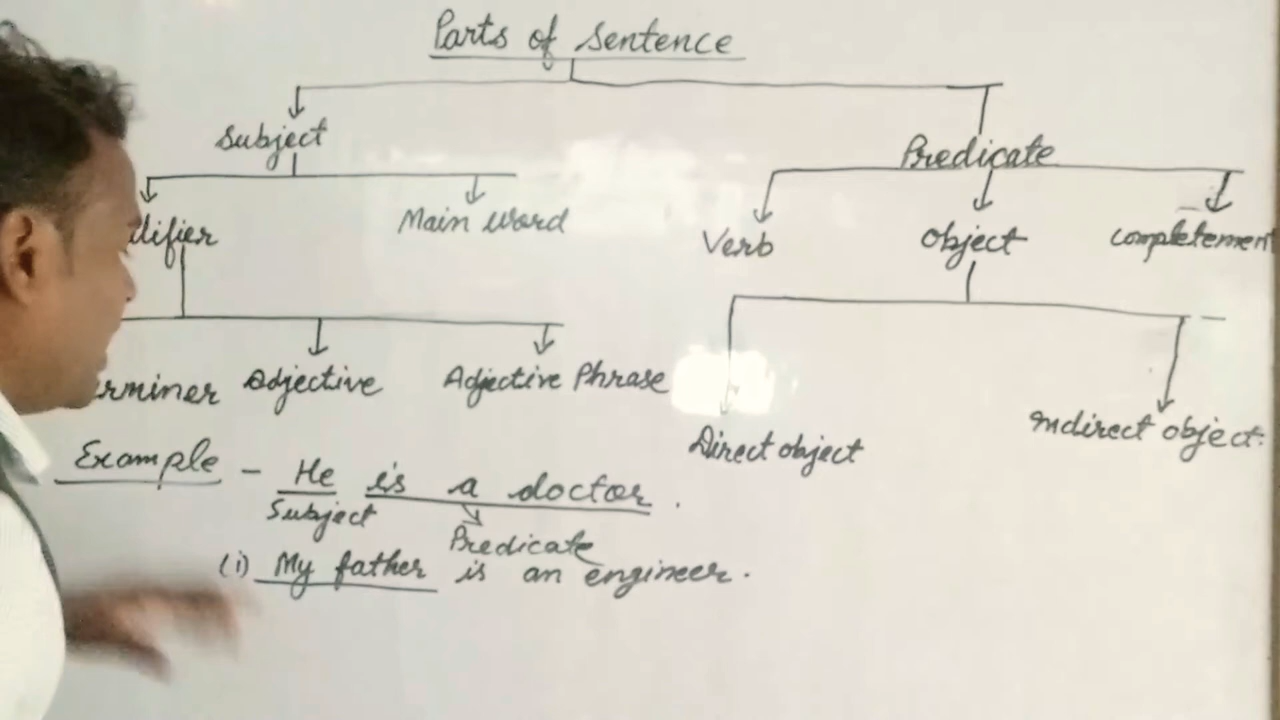 Parts of Sentence
Subject
Predicate
Main word
Verb
object
completement
Adjective
Adjective Phrase
Direct object
Indirect object.
Example - He is a doctor.
Subject
Predicate
(i) My father is an engineer.